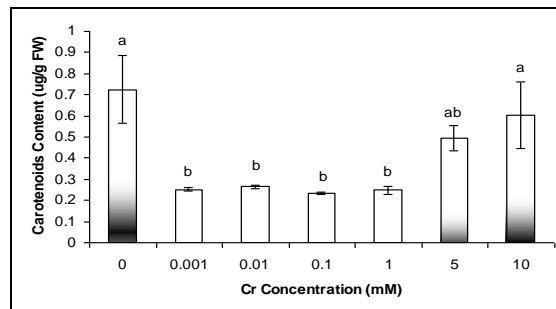 Carotenoids Content (ug/g FW)
1
0.9
0.8
0.7
0.6
0.5
0.4
0.3
0.2
0.1
0
a
b
b
b
b
ab
a
0 0.001 0.01 0.1 1 5 10
Cr Concentration (mM)